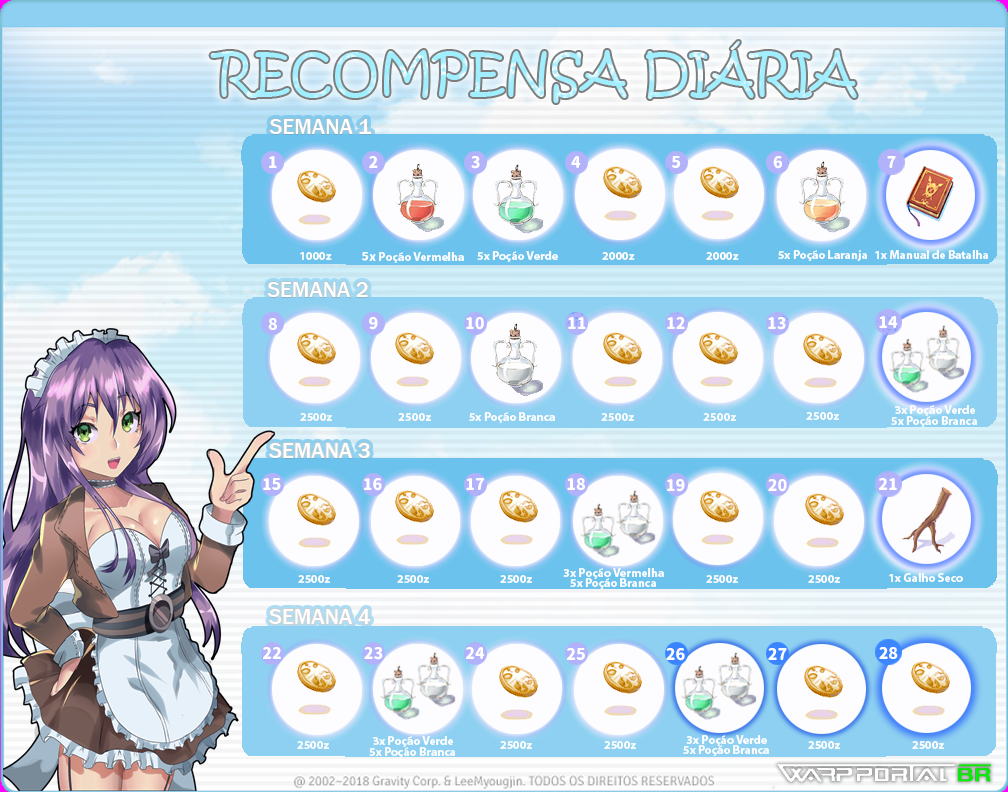 RECOMPENSA DIÁRIA
SEMANA 1
1 2 3 4 5 6 7
1000z 5x Poção Vermelha 5x Poção Verde 2000z 2000z 5x Poção Laranja 1x Manual de Batalha
SEMANA 2
8 9 10 11 12 13 14
2500z 2500z 5x Poção Branca 2500z 2500z 2500z 3x Poção Verde
5x Poção Branca
SEMANA 3
15 16 17 18 19 20 21
2500z 2500z 2500z 3x Poção Vermelha 2500z 2500z 1x Galho Seco
5x Poção Branca
SEMANA 4
22 23 24 25 26 27 28
2500z 3x Poção Verde 2500z 2500z 3x Poção Verde 2500z 2500z
5x Poção Branca 5x Poção Branca
@ 2002-2018 Gravity Corp. & LeeMyougjin. TODOS OS DIREITOS RESERVADOS
WARPPORTAL BR